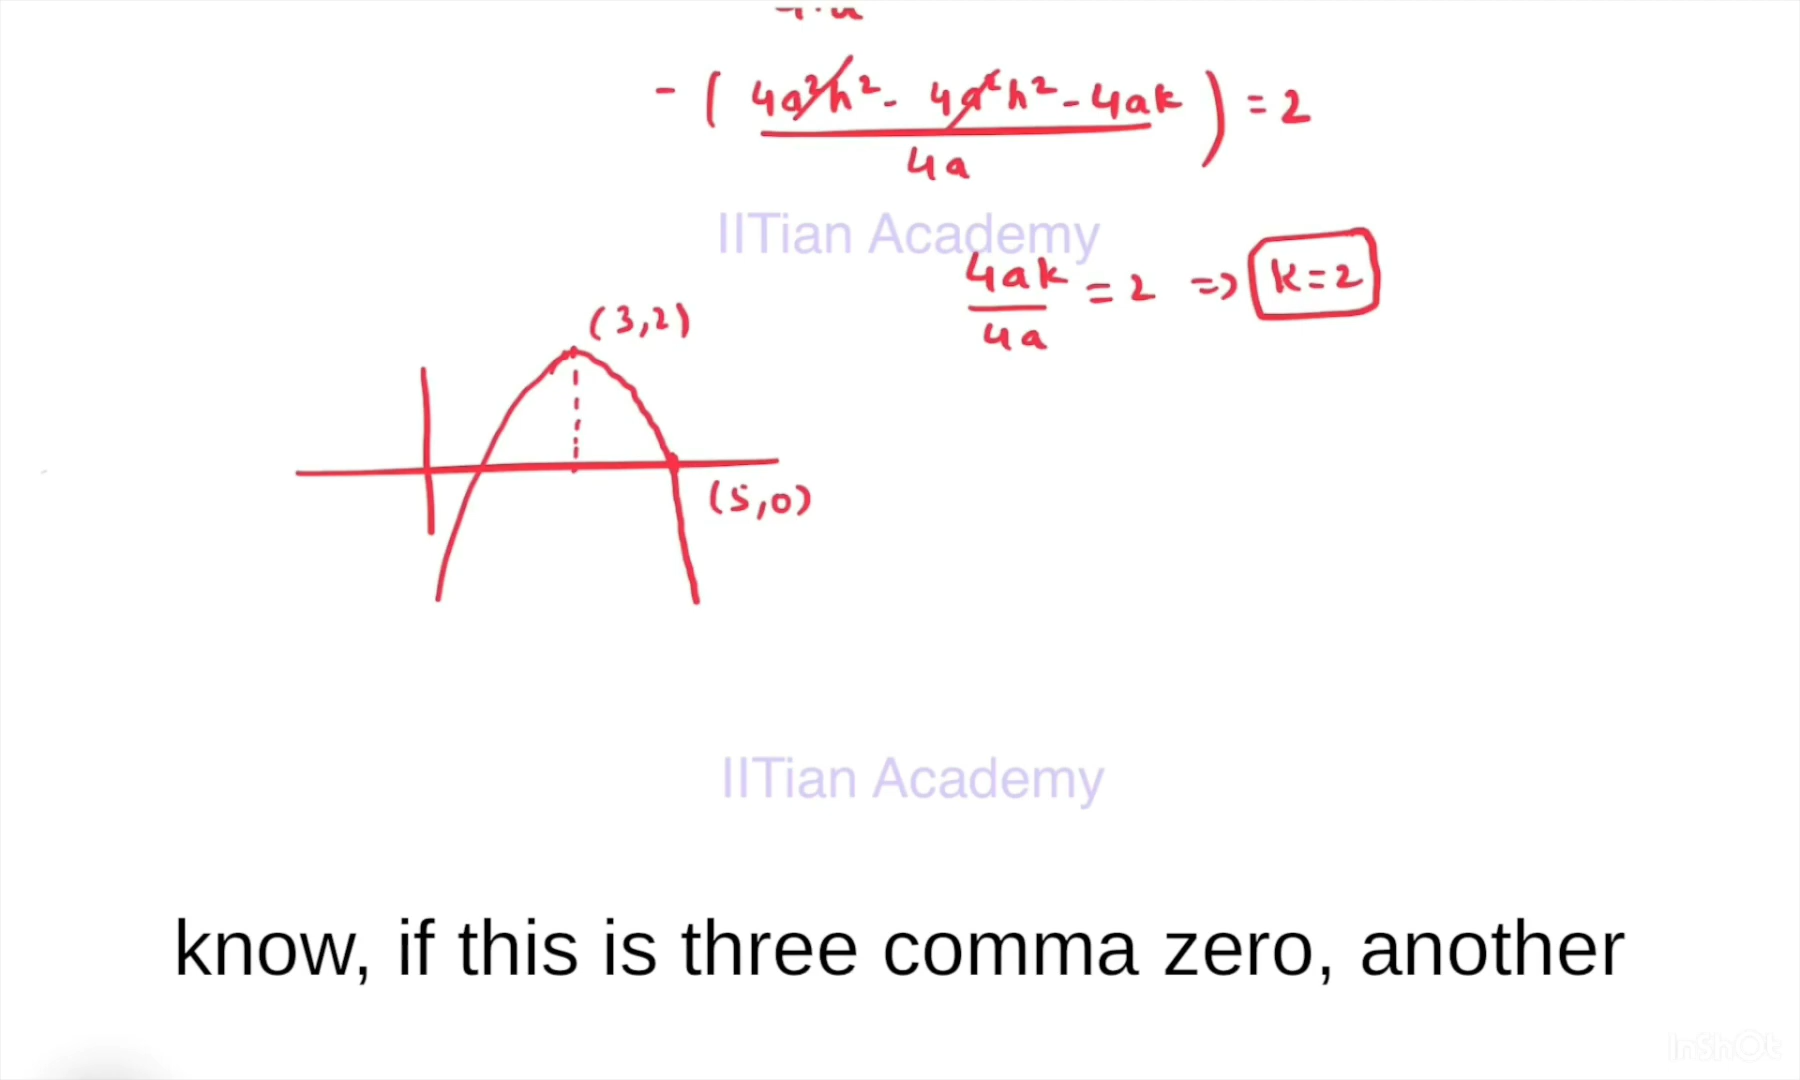 - ( 4a²h² - 4a²h² - 4ak / 4a ) = 2
IITian Academy
4ak / 4a = 2 => k=2
(3,2)
(5,0)
IITian Academy
know, if this is three comma zero, another
InShOt